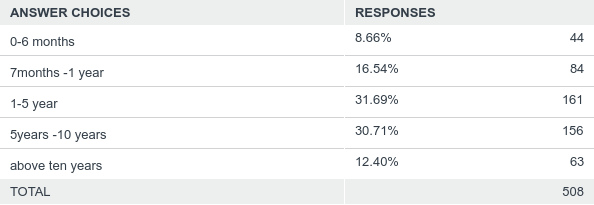 ANSWER CHOICES RESPONSES
0-6 months 8.66% 44
7months -1 year 16.54% 84
1-5 year 31.69% 161
5years -10 years 30.71% 156
above ten years 12.40% 63
TOTAL 508